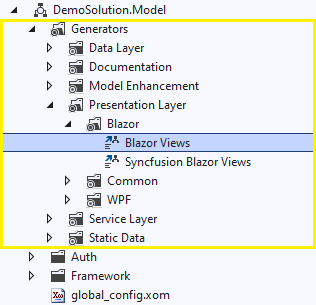 DemoSolution.Model
Generators
Data Layer
Documentation
Model Enhancement
Presentation Layer
Blazor
Blazor Views
Syncfusion Blazor Views
Common
WPF
Service Layer
Static Data
Auth
Framework
global_config.xom